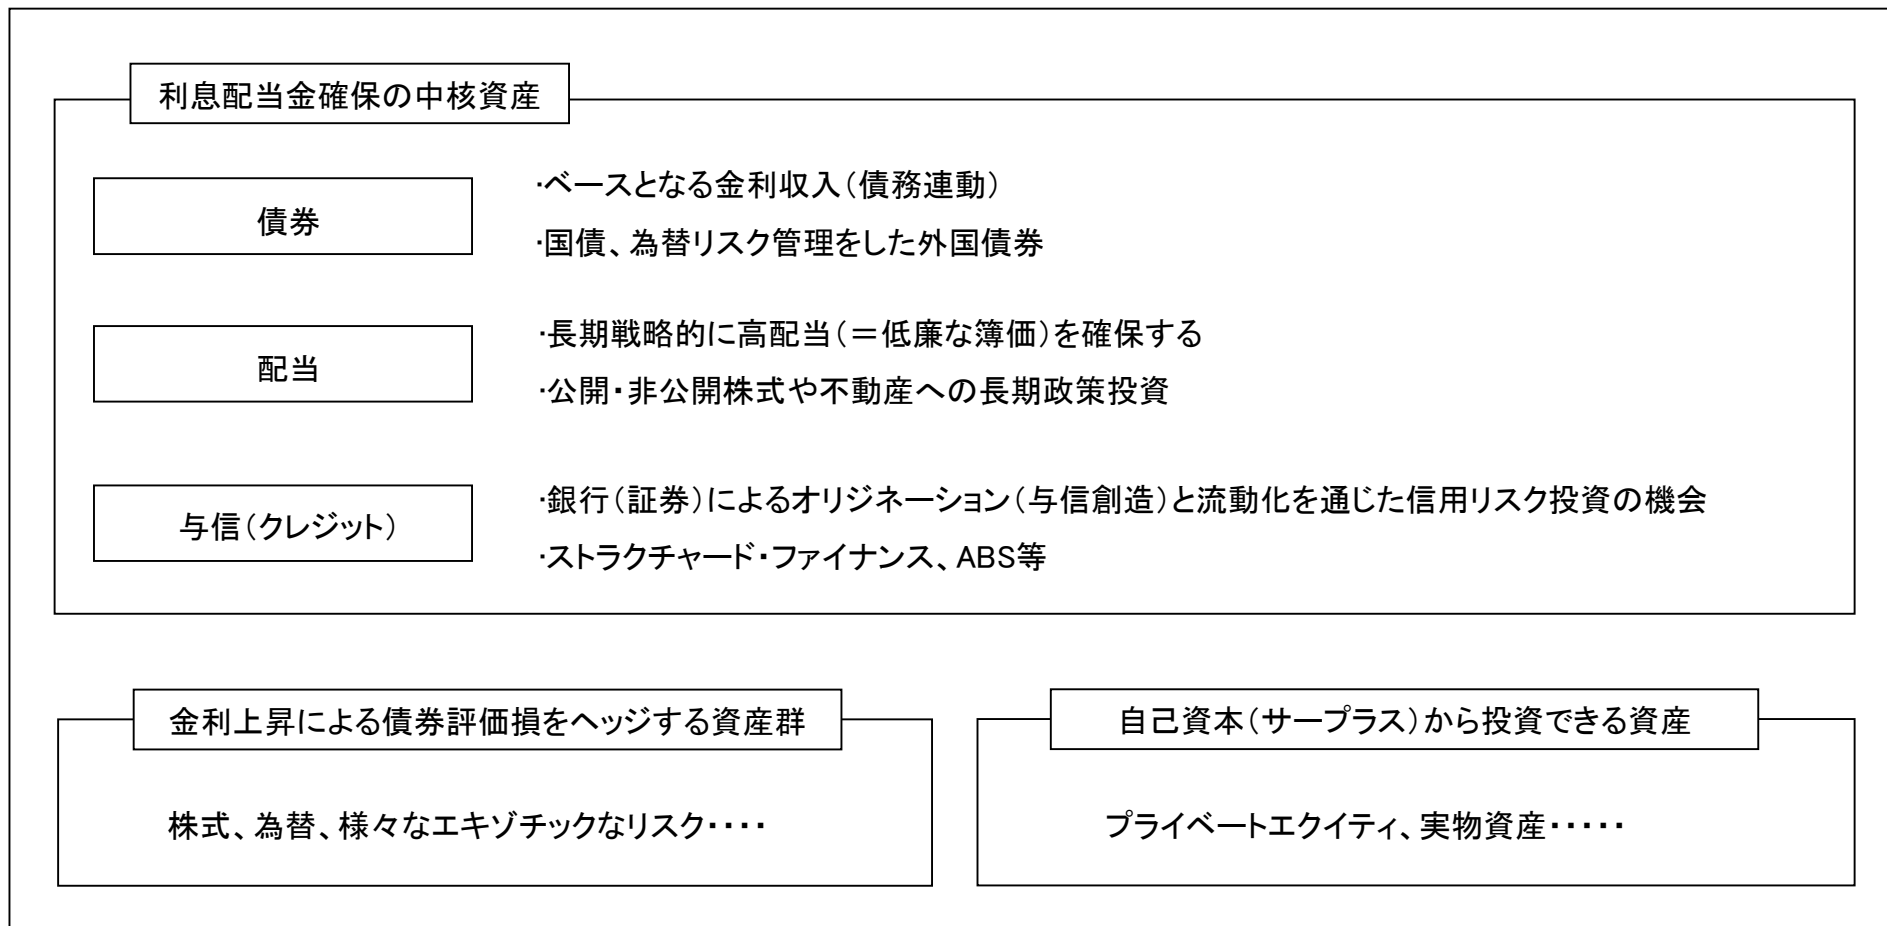 利息配当金確保の中核資産
債券
･ベースとなる金利収入（債務連動）
･国債、為替リスク管理をした外国債券
配当
･長期戦略的に高配当（＝低廉な簿価）を確保する
･公開・非公開株式や不動産への長期政策投資
与信（クレジット）
･銀行（証券）によるオリジネーション（与信創造）と流動化を通じた信用リスク投資の機会
･ストラクチャード・ファイナンス、ABS等
金利上昇による債券評価損をヘッジする資産群
株式、為替、様々なエキゾチックなリスク・・・・
自己資本（サープラス）から投資できる資産
プライベートエクイティ、実物資産・・・・・